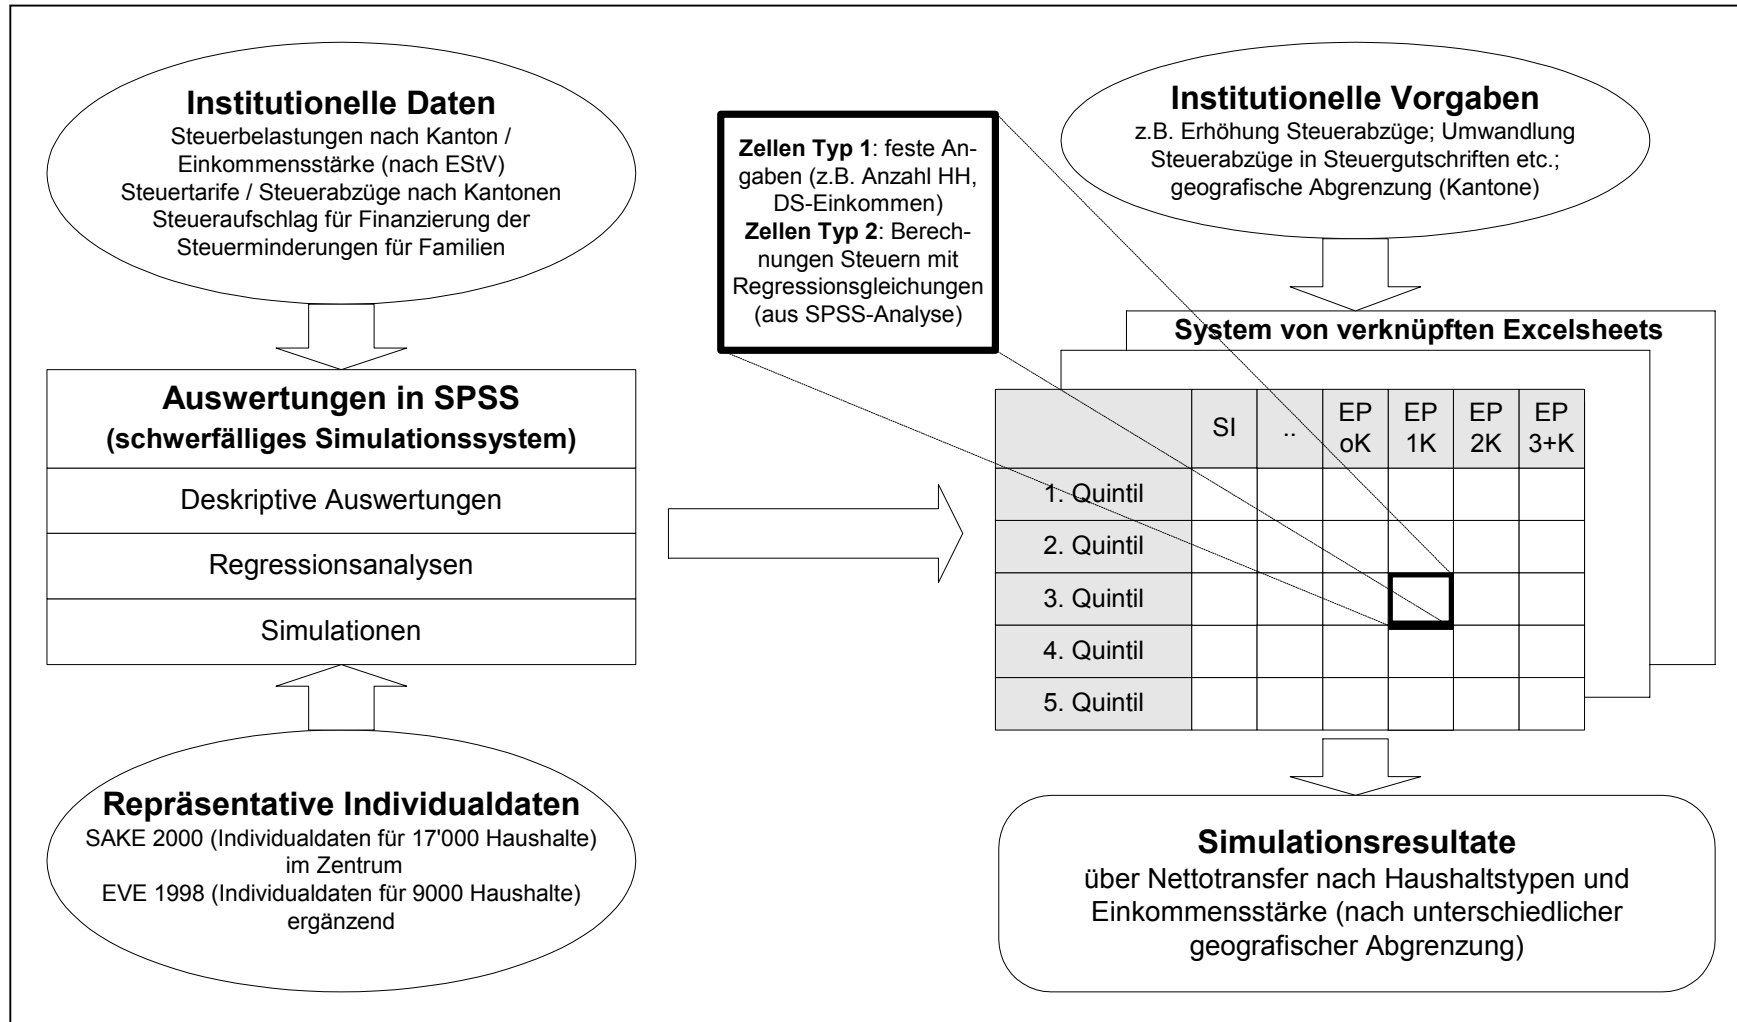 Institutionelle Daten
Steuerbelastungen nach Kanton /
Einkommensstärke (nach EStV)
Steuertarife / Steuerabzüge nach Kantonen
Steueraufschlag für Finanzierung der
Steuerminderungen für Familien
Auswertungen in SPSS
(schwerfälliges Simulationssystem)
Deskriptive Auswertungen
Regressionsanalysen
Simulationen
Repräsentative Individualdaten
SAKE 2000 (Individualdaten für 17'000 Haushalte)
im Zentrum
EVE 1998 (Individualdaten für 9000 Haushalte)
ergänzend
Zellen Typ 1: feste An-
gaben (z.B. Anzahl HH,
DS-Einkommen)
Zellen Typ 2: Berech-
nungen Steuern mit
Regressionsgleichungen
(aus SPSS-Analyse)
Institutionelle Vorgaben
z.B. Erhöhung Steuerabzüge; Umwandlung
Steuerabzüge in Steuergutschriften etc.;
geografische Abgrenzung (Kantone)
System von verknüpften Excelsheets
SI .. EP EP EP EP
oK 1K 2K 3+K
1. Quintil
2. Quintil
3. Quintil
4. Quintil
5. Quintil
Simulationsresultate
über Nettotransfer nach Haushaltstypen und
Einkommensstärke (nach unterschiedlicher
geografischer Abgrenzung)